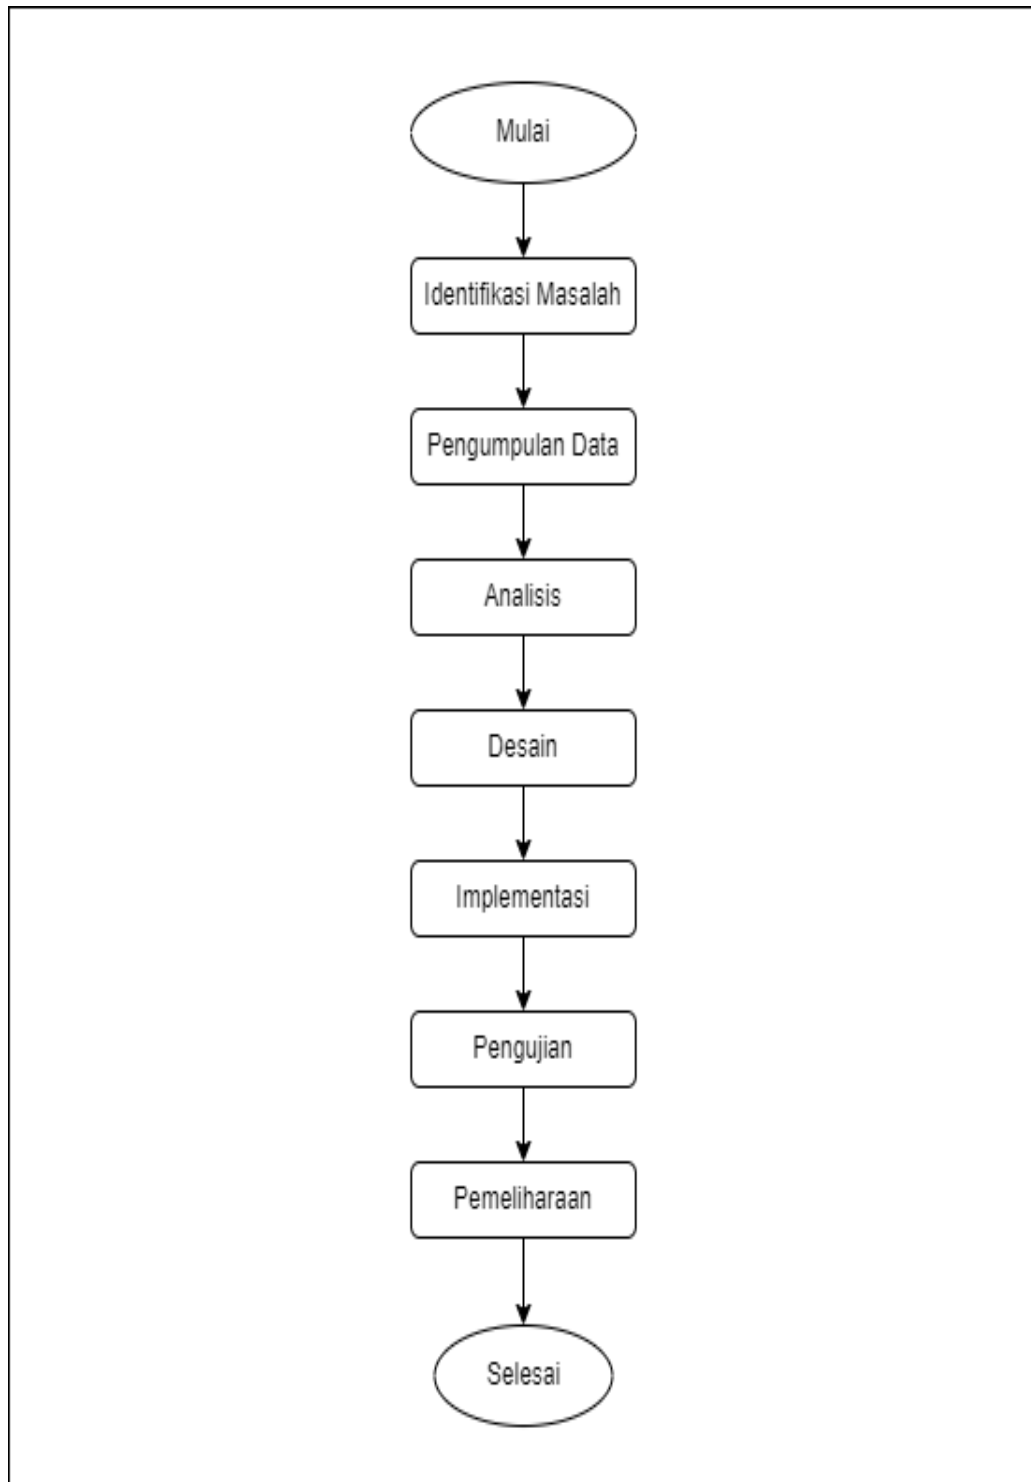 Mulai
Identifikasi Masalah
Pengumpulan Data
Analisis
Desain
Implementasi
Pengujian
Pemeliharaan
Selesai